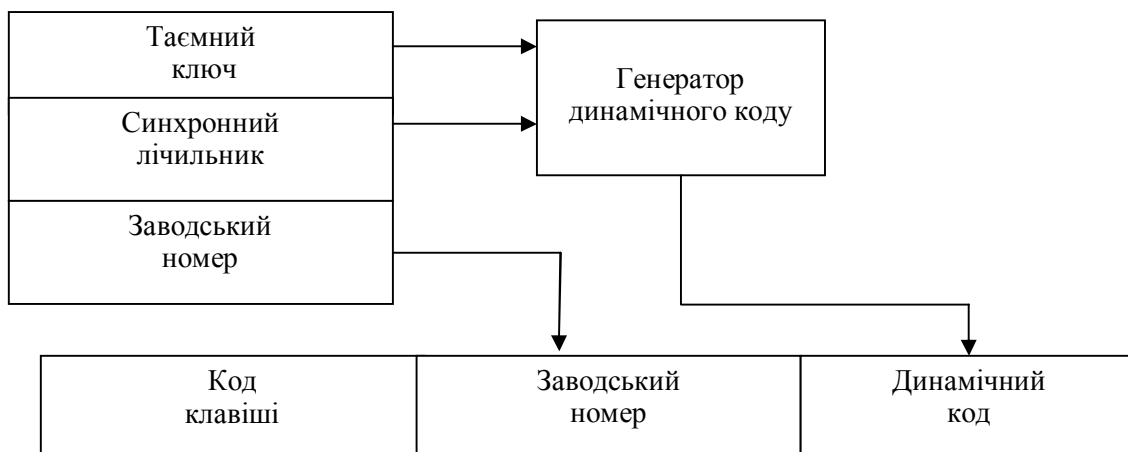 Таємний
ключ
Генератор
динамічного коду
Синхронний
лічильник
Заводський
номер
Код
клавіші
Заводський
номер
Динамічний
код